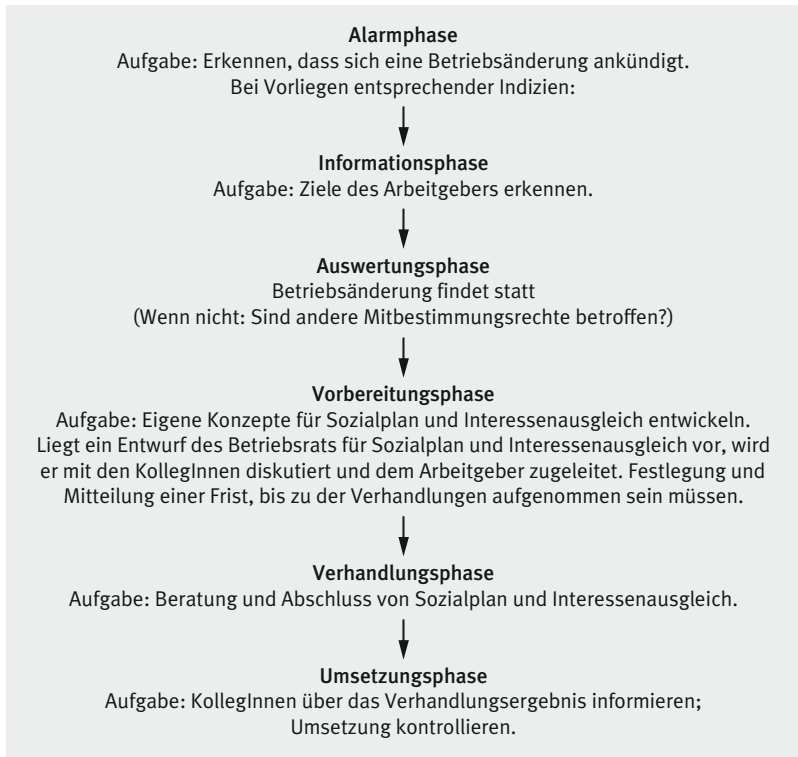 Alarmphase
Aufgabe: Erkennen, dass sich eine Betriebsänderung ankündigt.
Bei Vorliegen entsprechender Indizien:
Informationsphase
Aufgabe: Ziele des Arbeitgebers erkennen.
Auswertungsphase
Betriebsänderung findet statt
(Wenn nicht: Sind andere Mitbestimmungsrechte betroffen?)
Vorbereitungsphase
Aufgabe: Eigene Konzepte für Sozialplan und Interessenausgleich entwickeln.
Liegt ein Entwurf des Betriebsrats für Sozialplan und Interessenausgleich vor, wird
er mit den KollegInnen diskutiert und dem Arbeitgeber zugeleitet. Festlegung und
Mitteilung einer Frist, bis zu der Verhandlungen aufgenommen sein müssen.
Verhandlungsphase
Aufgabe: Beratung und Abschluss von Sozialplan und Interessenausgleich.
Umsetzungsphase
Aufgabe: KollegInnen über das Verhandlungsergebnis informieren;
Umsetzung kontrollieren.